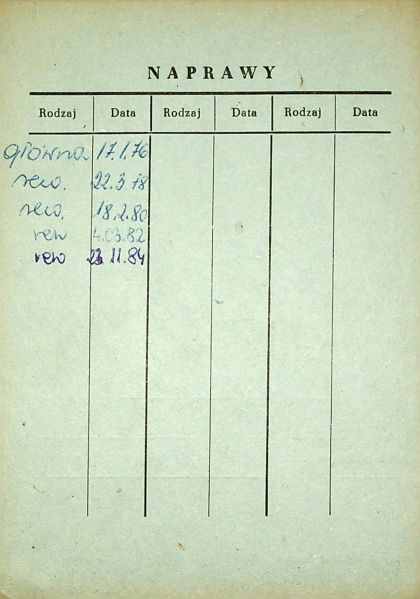 NAPRAWY
Rodzaj Data Rodzaj Data Rodzaj Data
główna 17.1.76
rew. 22.3.78
rew. 18.2.80
rew 4.03.82
rew 11.84